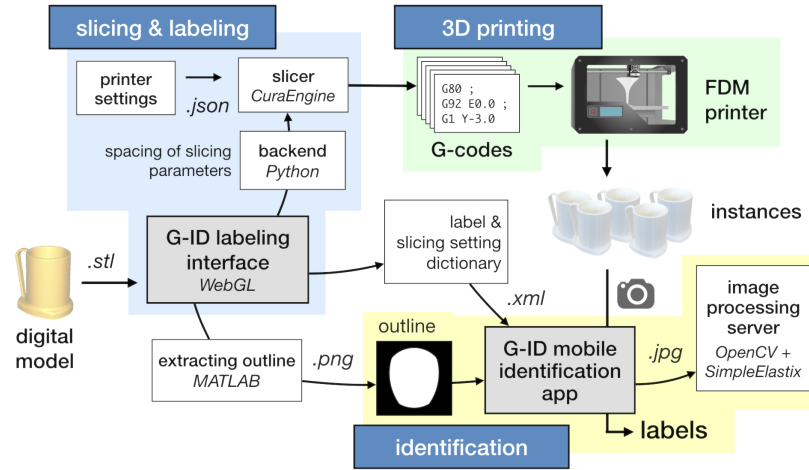 slicing & labeling
3D printing
printer
settings
.json
slicer
CuraEngine
G80 ;
G92 E0.0 ;
G1 Y-3.0
G-codes
FDM
printer
spacing of slicing
parameters
backend
Python
instances
.stl
digital
model
G-ID labeling
interface
WebGL
label &
slicing setting
dictionary
.xml
extracting outline
MATLAB
.png
outline
G-ID mobile
identification
app
.jpg
image
processing
server
OpenCV +
SimpleElastix
labels
identification